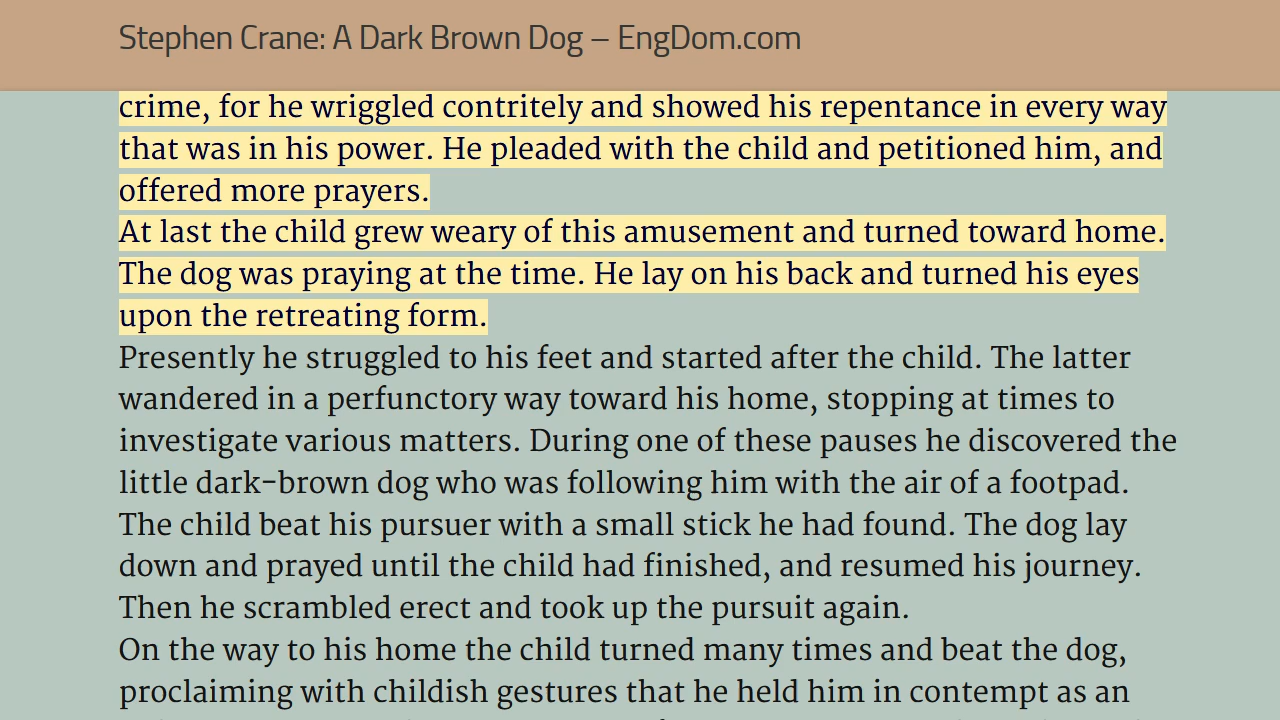 Stephen Crane: A Dark Brown Dog – EngDom.com
crime, for he wriggled contritely and showed his repentance in every way
that was in his power. He pleaded with the child and petitioned him, and
offered more prayers.
At last the child grew weary of this amusement and turned toward home.
The dog was praying at the time. He lay on his back and turned his eyes
upon the retreating form.
Presently he struggled to his feet and started after the child. The latter
wandered in a perfunctory way toward his home, stopping at times to
investigate various matters. During one of these pauses he discovered the
little dark-brown dog who was following him with the air of a footpad.
The child beat his pursuer with a small stick he had found. The dog lay
down and prayed until the child had finished, and resumed his journey.
Then he scrambled erect and took up the pursuit again.
On the way to his home the child turned many times and beat the dog,
proclaiming with childish gestures that he held him in contempt as an